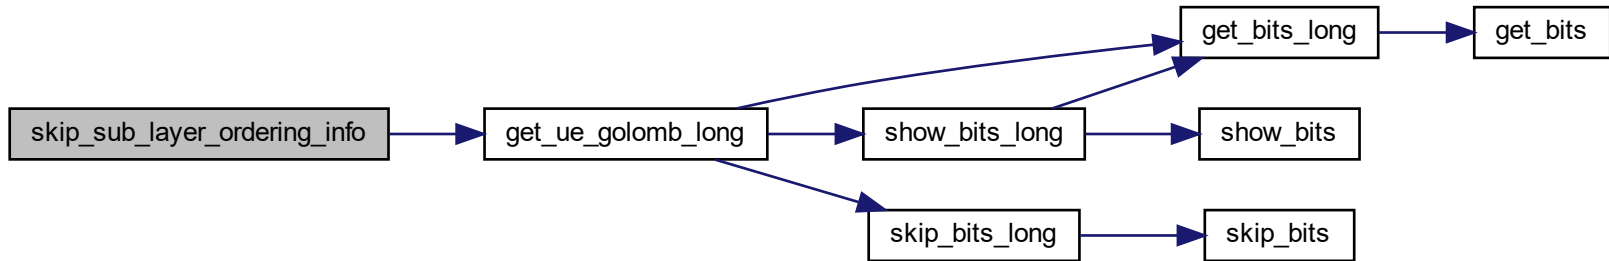 get_bits_long
get_bits
skip_sub_layer_ordering_info
get_ue_golomb_long
show_bits_long
show_bits
skip_bits_long
skip_bits